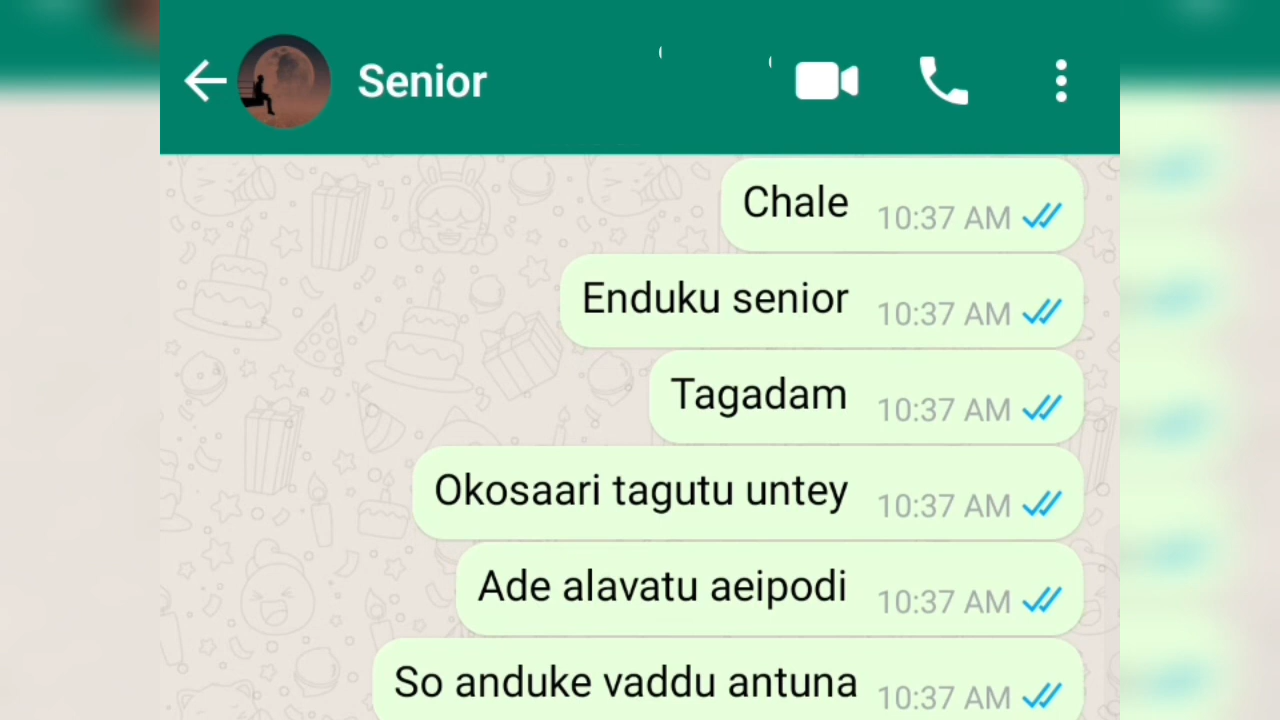 Senior
Chale 10:37 AM
Enduku senior 10:37 AM
Tagadam 10:37 AM
Okosaari tagutu untey 10:37 AM
Ade alavatu aeipodi 10:37 AM
So anduke vaddu antuna 10:37 AM